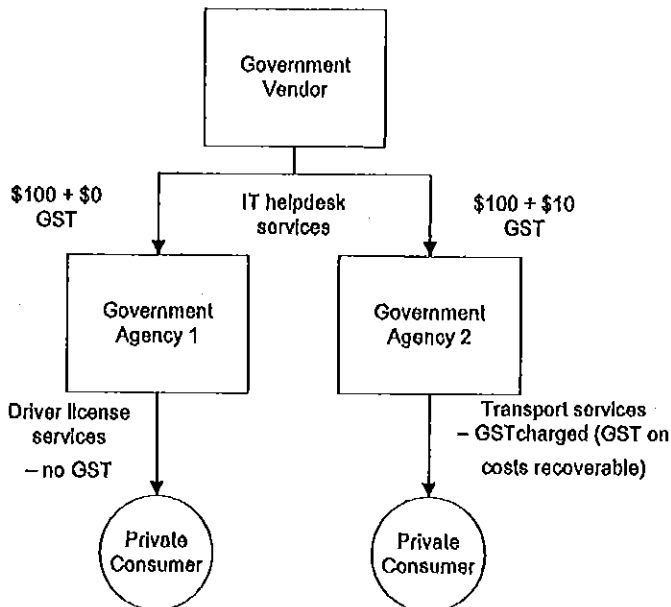 Government
Vendor
$100 + $0
GST
IT helpdesk
services
$100 + $10
GST
Government
Agency 1
Government
Agency 2
Driver license
services
– no GST
Transport services
– GSTcharged (GST on
costs recoverable)
Private
Consumer
Private
Consumer